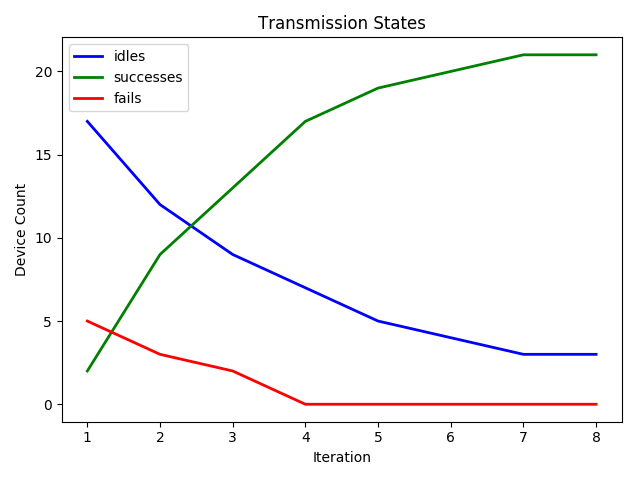 Transmission States
idles
successes
fails
20
15
10
5
0
Device Count
1 2 3 4 5 6 7 8
Iteration